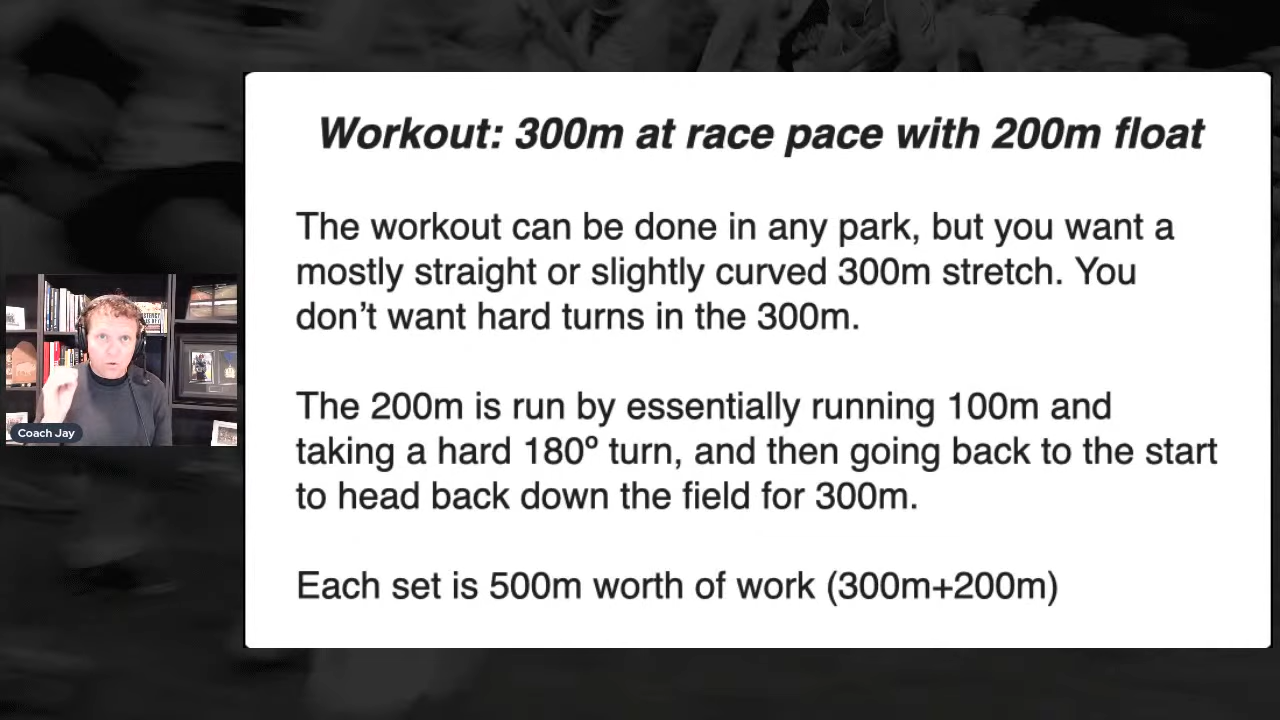 Workout: 300m at race pace with 200m float
The workout can be done in any park, but you want a
mostly straight or slightly curved 300m stretch. You
don’t want hard turns in the 300m.
The 200m is run by essentially running 100m and
taking a hard 180º turn, and then going back to the start
to head back down the field for 300m.
Each set is 500m worth of work (300m+200m)
Coach Jay